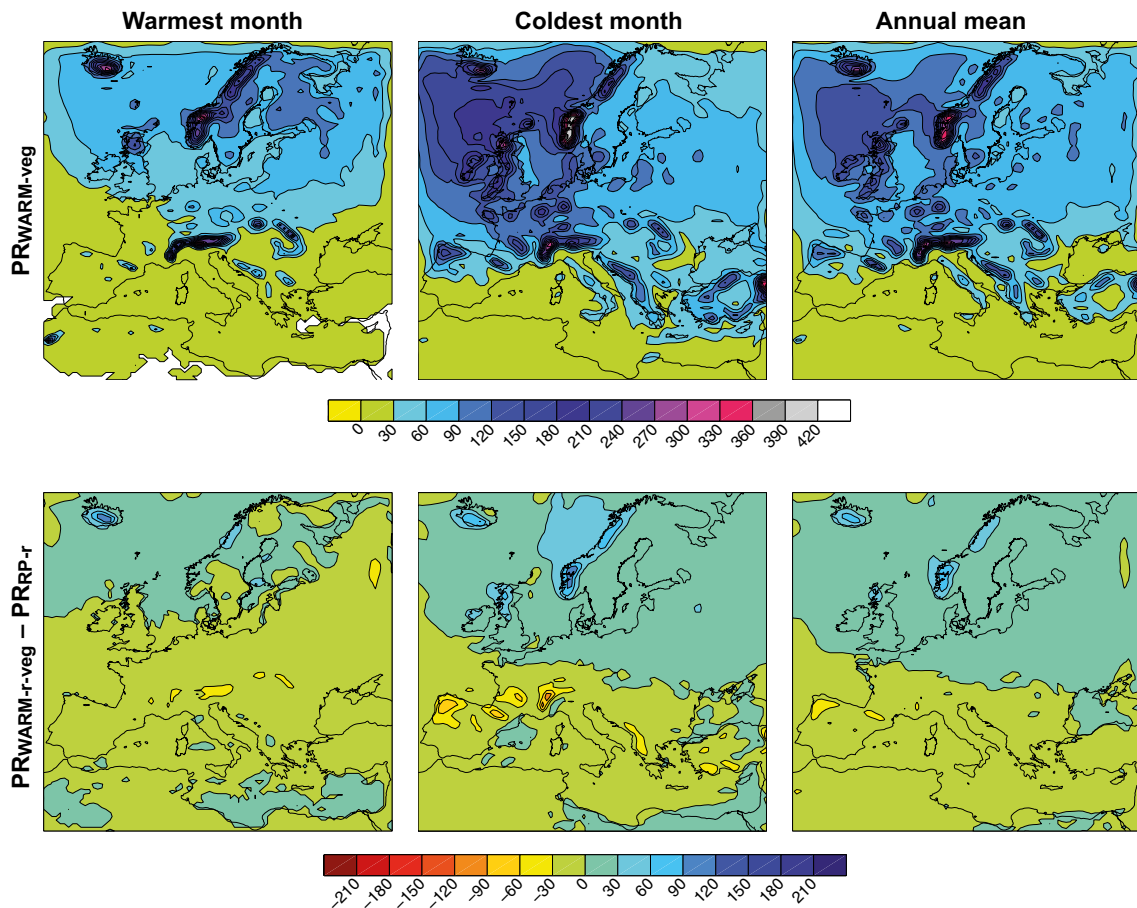 Warmest month Coldest month Annual mean
PRWARM-veg
0 30 60 90 120 150 180 210 240 270 300 330 360 390 420
PRWARM-r-veg – PRRP-r
–210 –180 –150 –120 –90 –60 –30 0 30 60 90 120 150 180 210